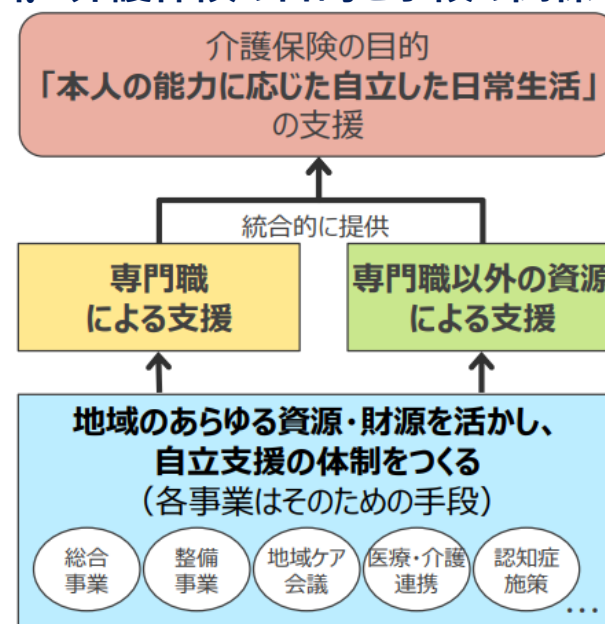 介護保険の目的
「本人の能力に応じた自立した日常生活」
の支援
統合的に提供
専門職
による支援
専門職以外の資源
による支援
地域のあらゆる資源・財源を活かし、
自立支援の体制をつくる
（各事業はそのための手段）
総合
事業
整備
事業
地域ケア
会議
医療・介護
連携
認知症
施策
…